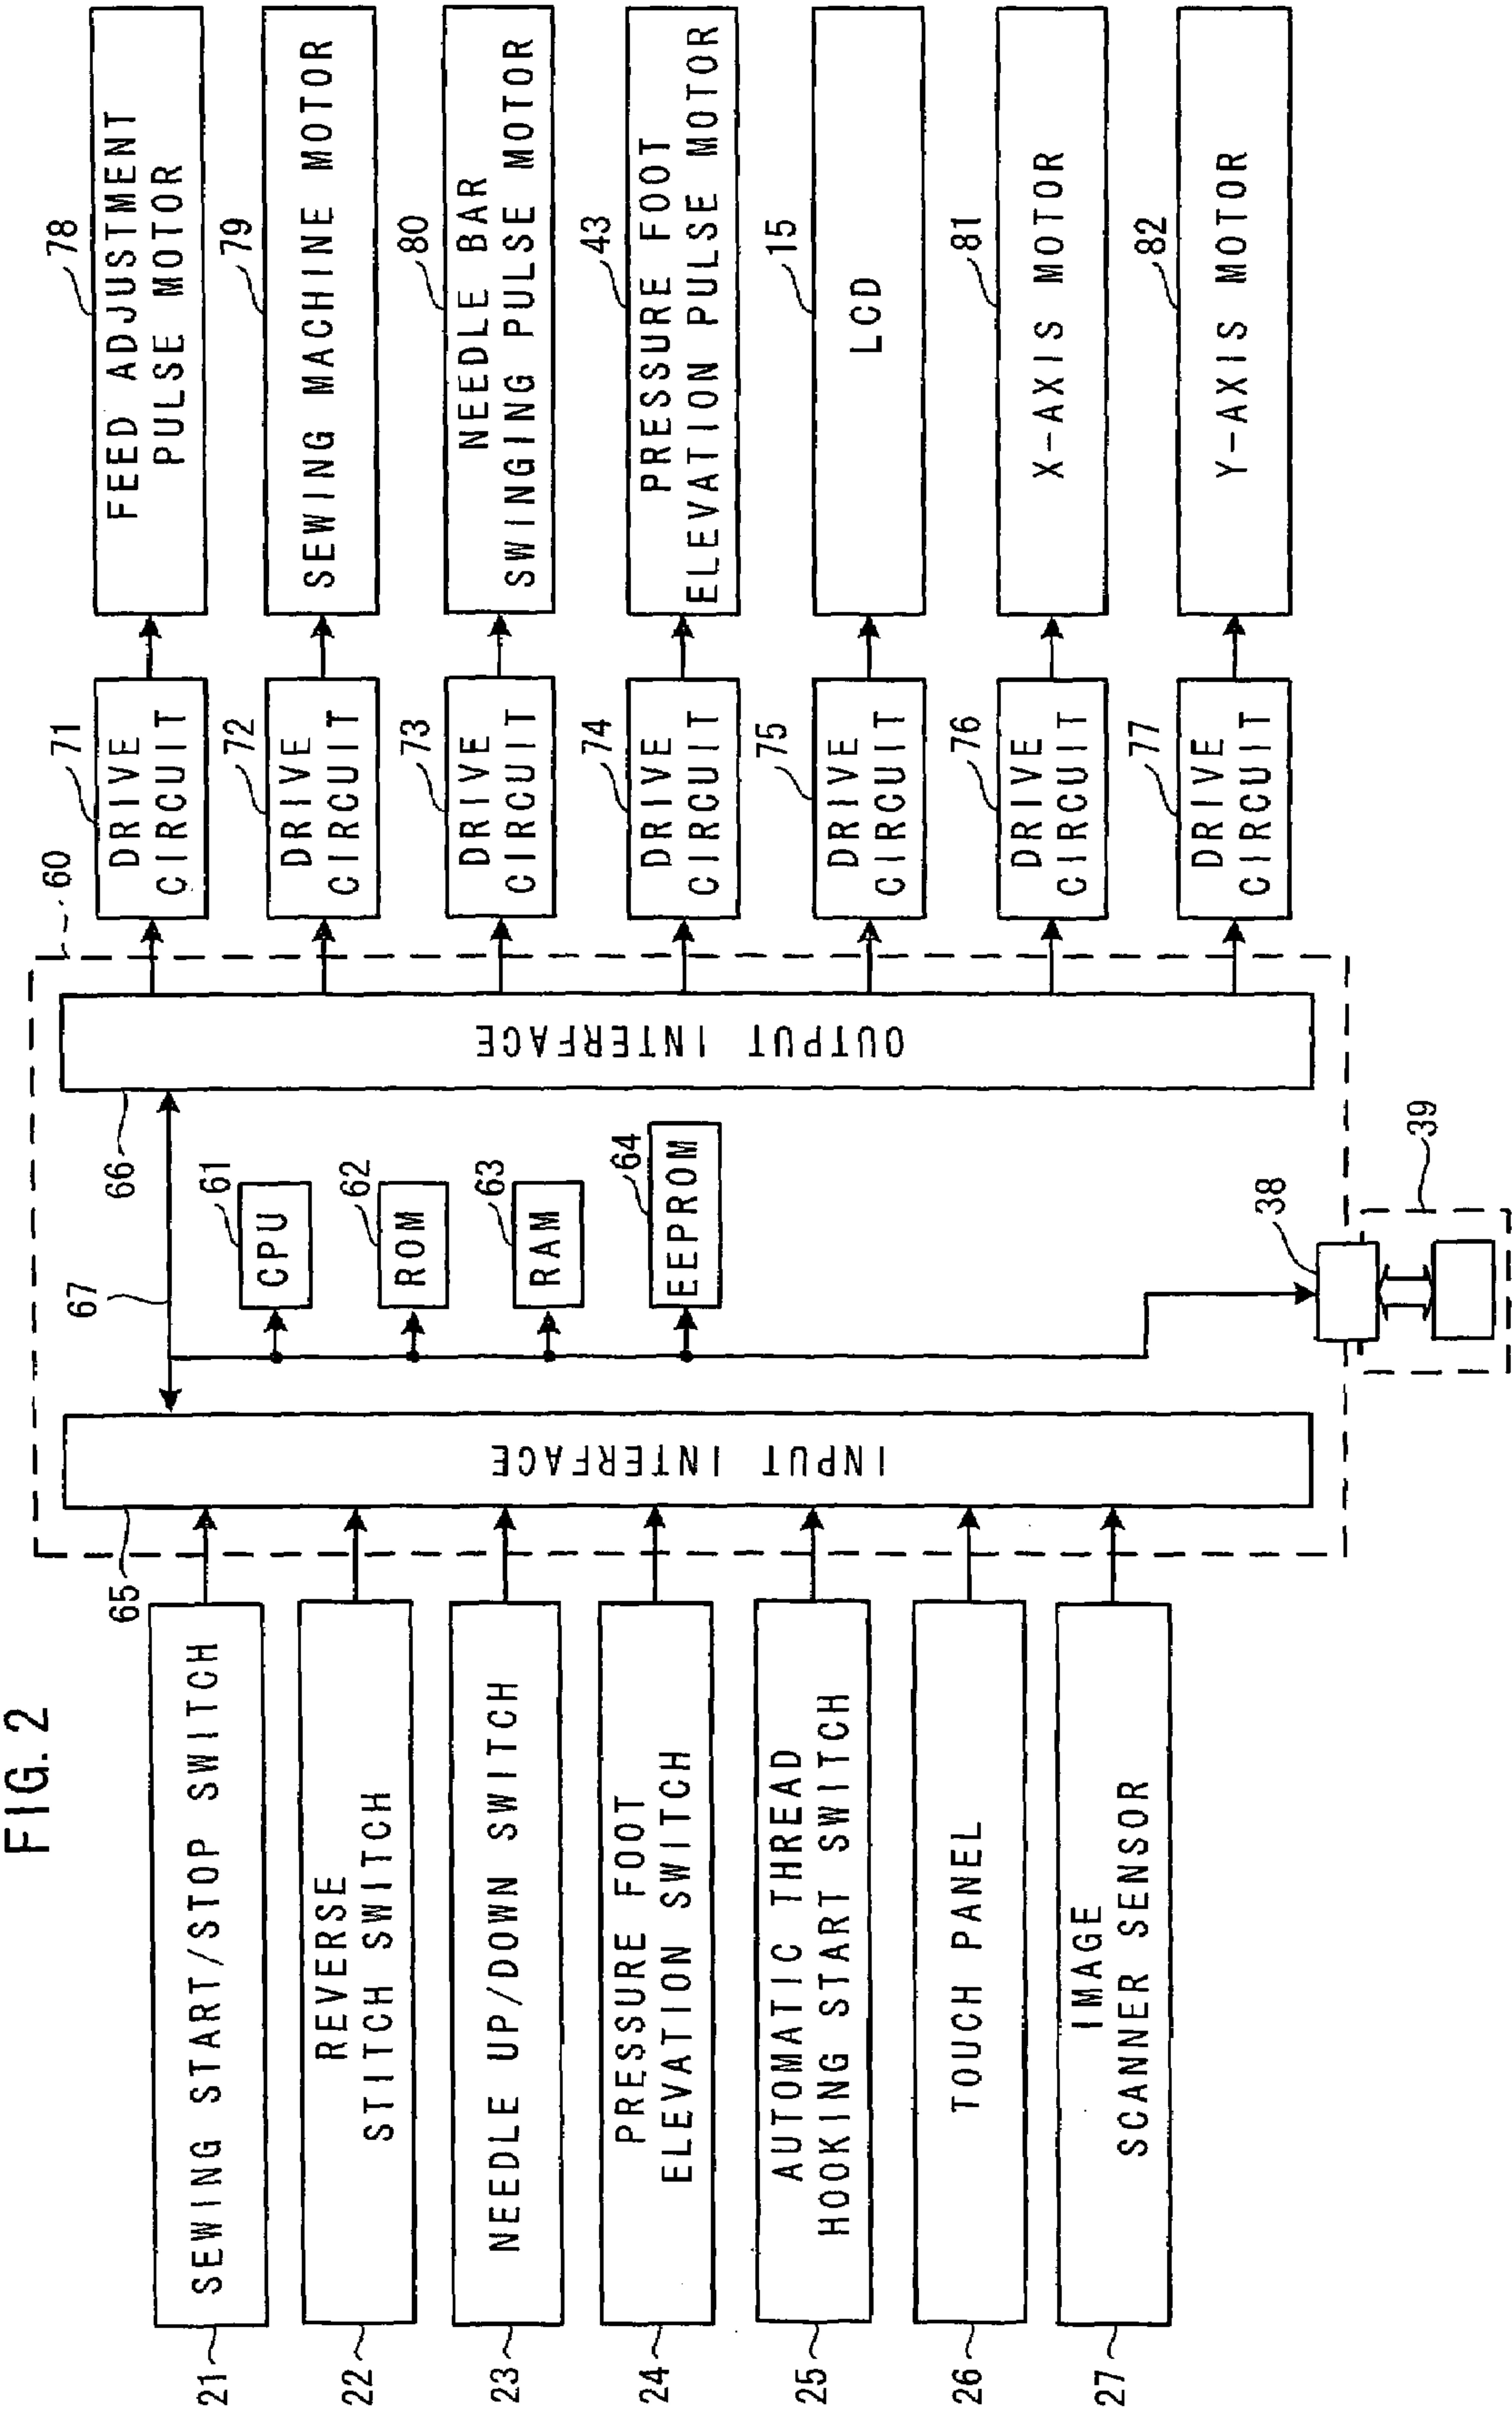 FIG. 2
21
SEWING START/STOP SWITCH
22
REVERSE
STITCH SWITCH
23
NEEDLE UP/DOWN SWITCH
24
PRESSURE FOOT
ELEVATION SWITCH
25
AUTOMATIC THREAD
HOOKING START SWITCH
26
TOUCH PANEL
27
IMAGE
SCANNER SENSOR
65
INPUT INTERFACE
67
61
CPU
62
ROM
63
RAM
64
EEPROM
38
39
66
OUTPUT INTERFACE
60
71
DRIVE
CIRCUIT
72
DRIVE
CIRCUIT
73
DRIVE
CIRCUIT
74
DRIVE
CIRCUIT
75
DRIVE
CIRCUIT
76
DRIVE
CIRCUIT
77
DRIVE
CIRCUIT
78
FEED ADJUSTMENT
PULSE MOTOR
79
SEWING MACHINE MOTOR
80
NEEDLE BAR
SWINGING PULSE MOTOR
43
PRESSURE FOOT
ELEVATION PULSE MOTOR
15
LCD
81
X-AXIS MOTOR
82
Y-AXIS MOTOR